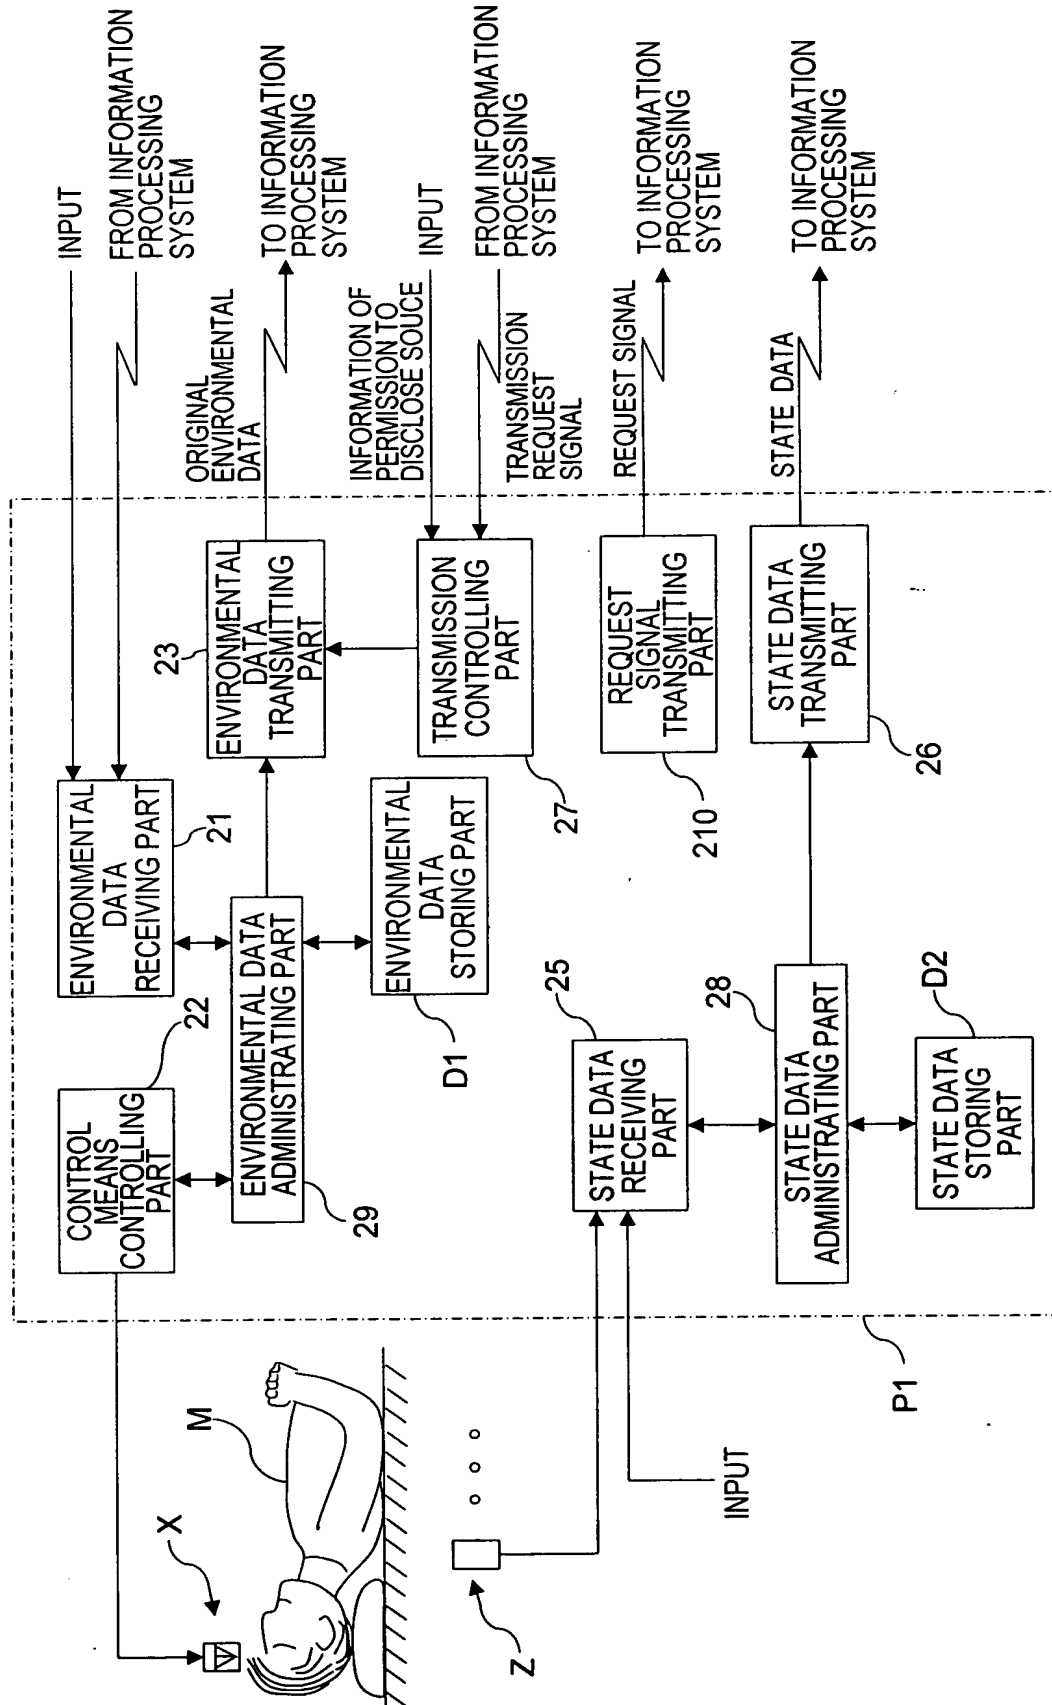 INPUT
FROM INFORMATION
PROCESSING
SYSTEM
ORIGINAL
ENVIRONMENTAL
DATA
TO INFORMATION
PROCESSING
SYSTEM
INFORMATION OF
PERMISSION TO
DISCLOSE SOUCE
INPUT
FROM INFORMATION
PROCESSING
SYSTEM
TRANSMISSION
REQUEST
SIGNAL
REQUEST SIGNAL
TO INFORMATION
PROCESSING
SYSTEM
STATE DATA
TO INFORMATION
PROCESSING
SYSTEM
CONTROL
MEANS
CONTROLLING
PART
22
ENVIRONMENTAL
DATA
RECEIVING PART
21
ENVIRONMENTAL DATA
ADMINISTRATING PART
29
23
ENVIRONMENTAL
DATA
TRANSMITTING
PART
ENVIRONMENTAL
DATA
STORING PART
D1
TRANSMISSION
CONTROLLING
PART
27
REQUEST
SIGNAL
TRANSMITTING
PART
210
25
STATE DATA
RECEIVING
PART
28
STATE DATA
ADMINISTRATING PART
STATE DATA
TRANSMITTING
PART
26
D2
STATE DATA
STORING
PART
X
M
Z
INPUT
P1